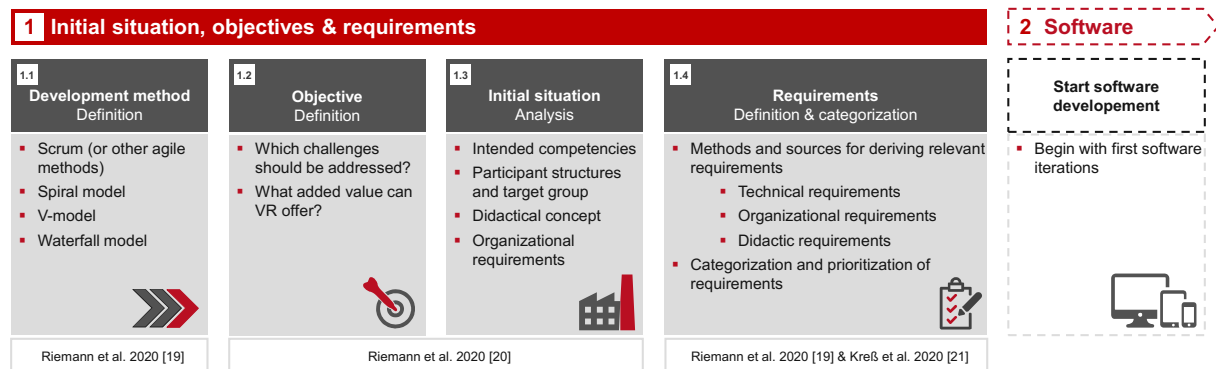 1 Initial situation, objectives & requirements
2 Software
1.1
Development method
Definition
▪ Scrum (or other agile
methods)
▪ Spiral model
▪ V-model
▪ Waterfall model
Riemann et al. 2020 [19]
1.2
Objective
Definition
▪ Which challenges
should be addressed?
▪ What added value can
VR offer?
1.3
Initial situation
Analysis
▪ Intended competencies
▪ Participant structures
and target group
▪ Didactical concept
▪ Organizational
requirements
Riemann et al. 2020 [20]
1.4
Requirements
Definition & categorization
▪ Methods and sources for deriving relevant
requirements
▪ Technical requirements
▪ Organizational requirements
▪ Didactic requirements
▪ Categorization and prioritization of
requirements
Riemann et al. 2020 [19] & Kreß et al. 2020 [21]
Start software
developement
▪ Begin with first software
iterations